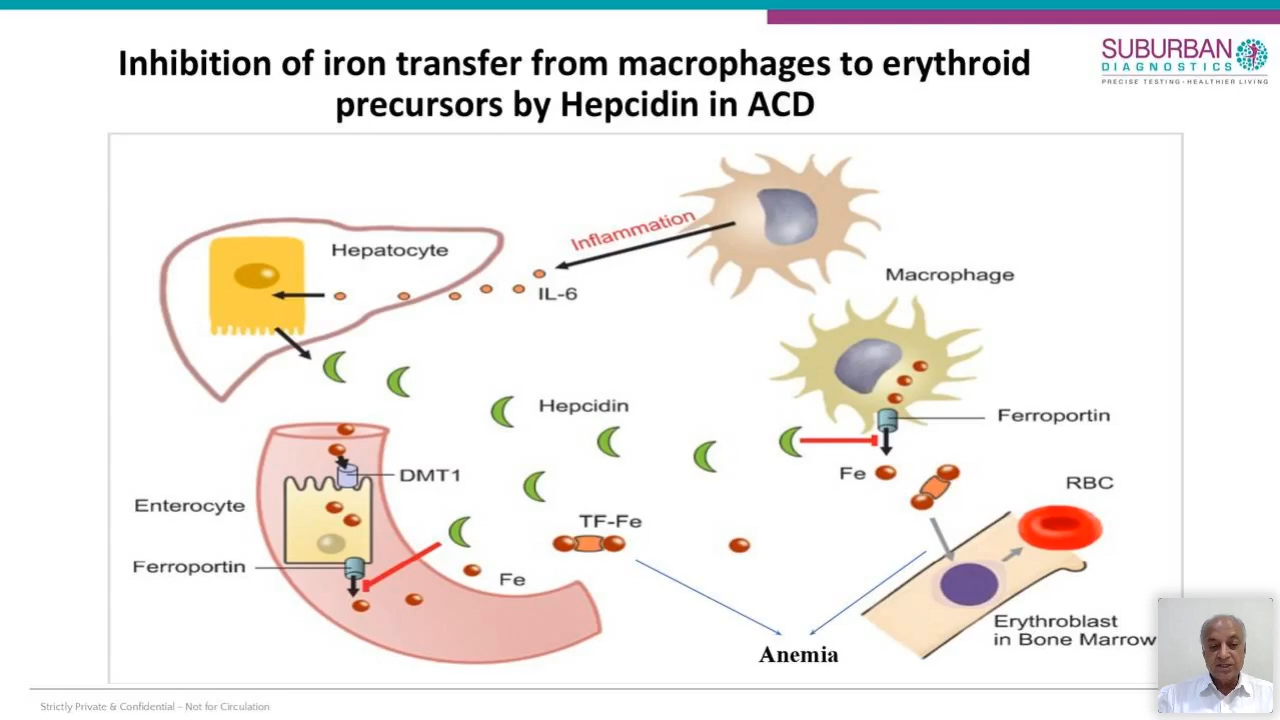 Inhibition of iron transfer from macrophages to erythroid
precursors by Hepcidin in ACD
SUBURBAN
DIAGNOSTICS
PRECISE TESTING-HEALTHIER LIVING
Hepatocyte
Inflammation
IL-6
Macrophage
Hepcidin
Ferroportin
DMT1
Fe
RBC
Enterocyte
TF-Fe
Ferroportin
Fe
Erythroblast
in Bone Marrow
Anemia
Strictly Private & Confidential – Not for Circulation